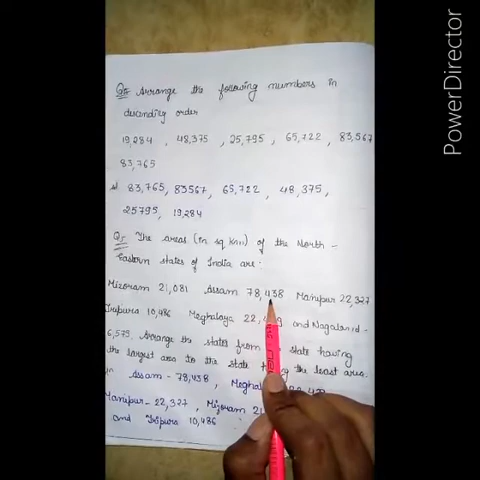 Q. Arrange the following numbers in
descending order
19,284 , 48,375 , 25,795 , 65,722 , 83,567
83,765
83,765, 83567, 65,722 , 48,375,
25795, 19,284
Q. The areas (in sq Km) of the North-
Eastern states of India are:
Mizoram 21,081 Assam 78,438 Manipur 22,327
Tripura 10,486 Meghalaya 22, and Nagaland-
6,579. Arrange the states from state having
the largest area to the state the least area.
Assam - 78,438,
Manipur - 22,327 , Mizoram
and Tripura 10,486
PowerDirector